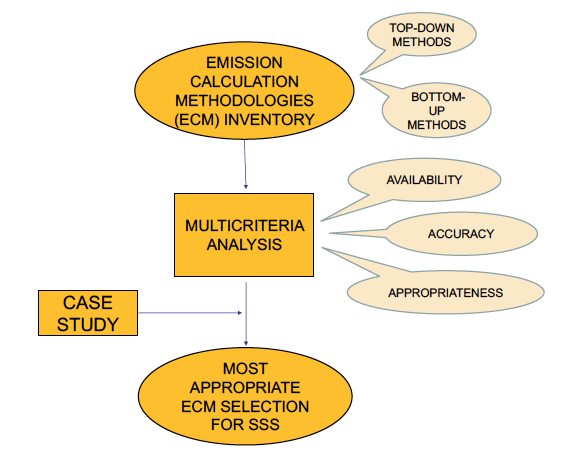 TOP-DOWN
METHODS
EMISSION
CALCULATION
METHODOLOGIES
(ECM) INVENTORY
BOTTOM-
UP
METHODS
AVAILABILITY
MULTICRITERIA
ANALYSIS
ACCURACY
APPROPRIATENESS
CASE
STUDY
MOST
APPROPRIATE
ECM SELECTION
FOR SSS